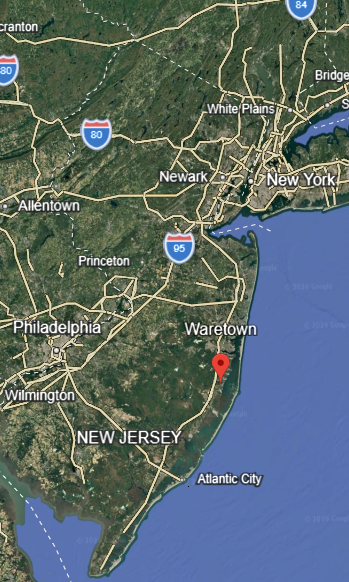 84
cranton
80
Bridge
White Plains
S
80
Newark
New York
Allentown
95
Princeton
Philadelphia
Waretown
Wilmington
NEW JERSEY
Atlantic City